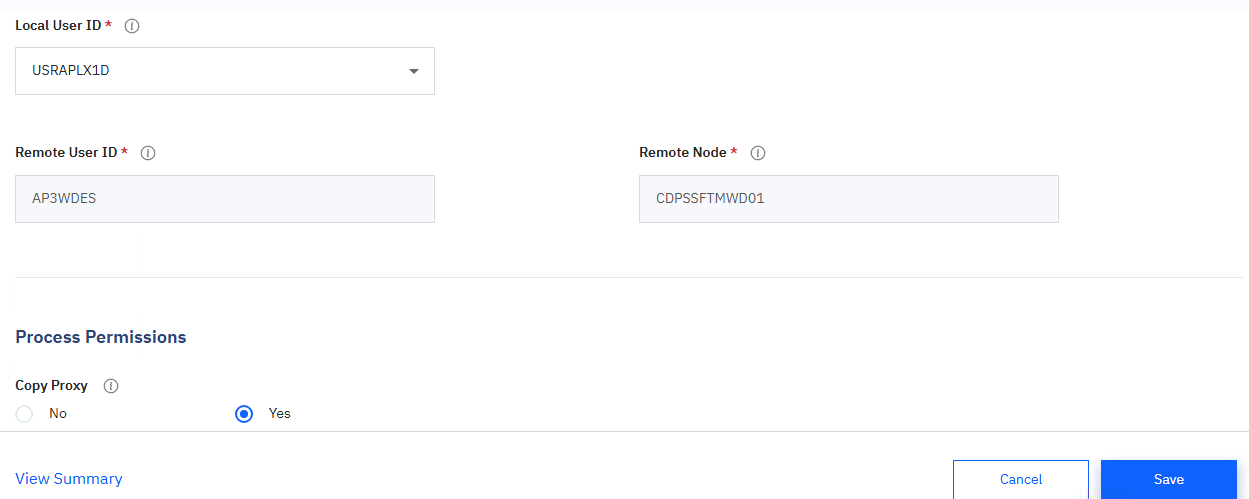 Local User ID *
USRAPLX1D
Remote User ID * Remote Node *
AP3WDES CDPSSFTMWD01
Process Permissions
Copy Proxy
No Yes
View Summary Cancel Save